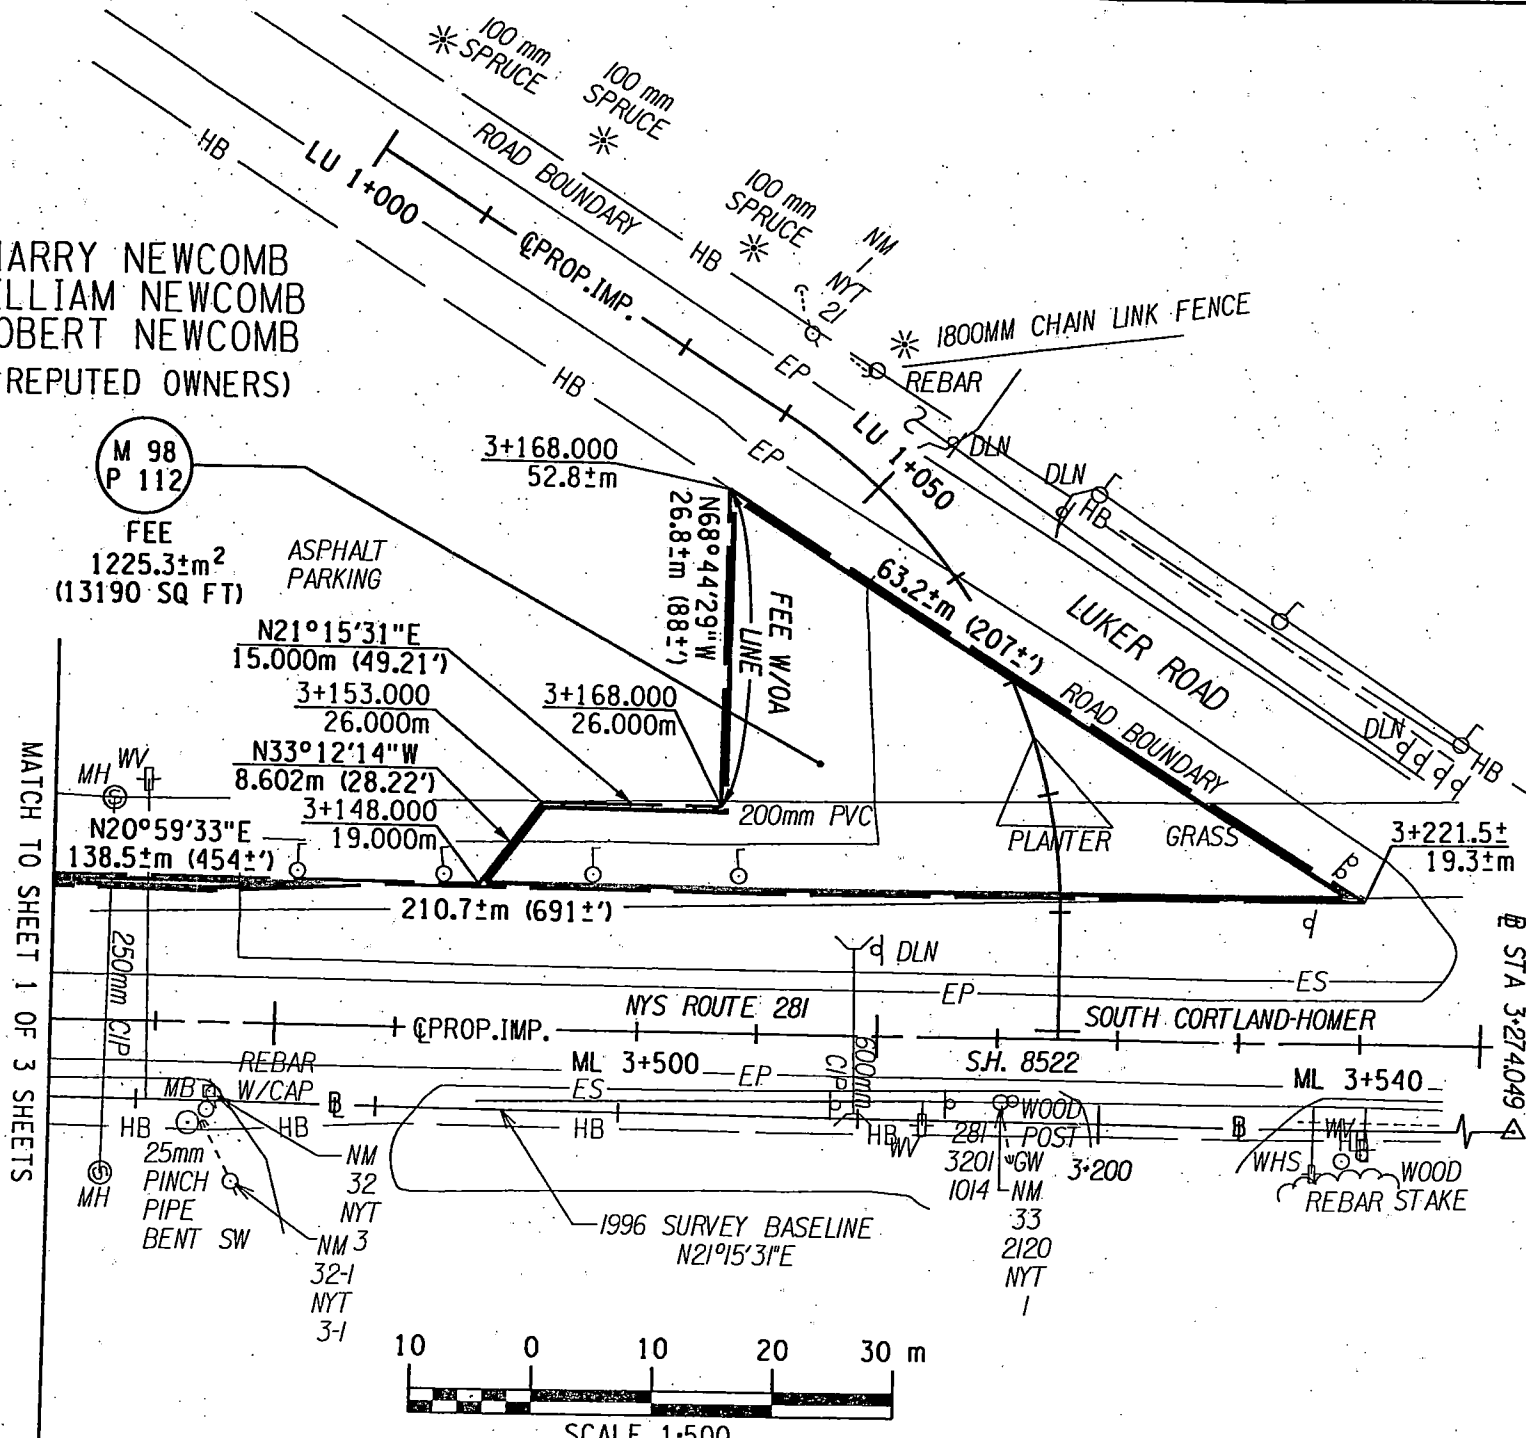 100 mm
SPRUCE
100 mm
SPRUCE
100 mm
SPRUCE
HB
LU 1+000
ROAD BOUNDARY
HB
NM
1
NYT
21
℄PROP.IMP.
1800MM CHAIN LINK FENCE
REBAR
HARRY NEWCOMB
WILLIAM NEWCOMB
ROBERT NEWCOMB
(REPUTED OWNERS)
HB
EP
EP
LU 1+050
DLN
DLN
HB
M 98
P 112
FEE
1225.3±m²
(13190 SQ FT)
ASPHALT
PARKING
3+168.000
52.8±m
N68°44'29"W
26.8±m (88±')
FEE W/OA
LINE
63.2±m (207±')
LUKER ROAD
ROAD BOUNDARY
DLN
HB
N21°15'31"E
15.000m (49.21')
3+153.000
26.000m
3+168.000
26.000m
N33°12'14"W
8.602m (28.22')
3+148.000
19.000m
MH
WV
N20°59'33"E
138.5±m (454±')
200mm PVC
PLANTER
GRASS
3+221.5±
19.3±m
210.7±m (691±')
MATCH TO SHEET 1 OF 3 SHEETS
250mm CIP
DLN
ES
EP
NYS ROUTE 281
SOUTH CORTLAND-HOMER
℄PROP.IMP.
ML 3+500
EP
S.H. 8522
ML 3+540
STA 3+274.049
600mm
CIP
REBAR
W/CAP
MB
ES
HB
HB
HB
HB
WV
281
3201
1014
WOOD
POST
GW
NM
33
2120
NYT
1
3+200
WHS
WV
WOOD
STAKE
REBAR
MH
25mm
PINCH
PIPE
BENT SW
NM
32
NYT
3
NM
32-1
NYT
3-1
1996 SURVEY BASELINE
N21°15'31"E
10 0 10 20 30 m
SCALE 1:500